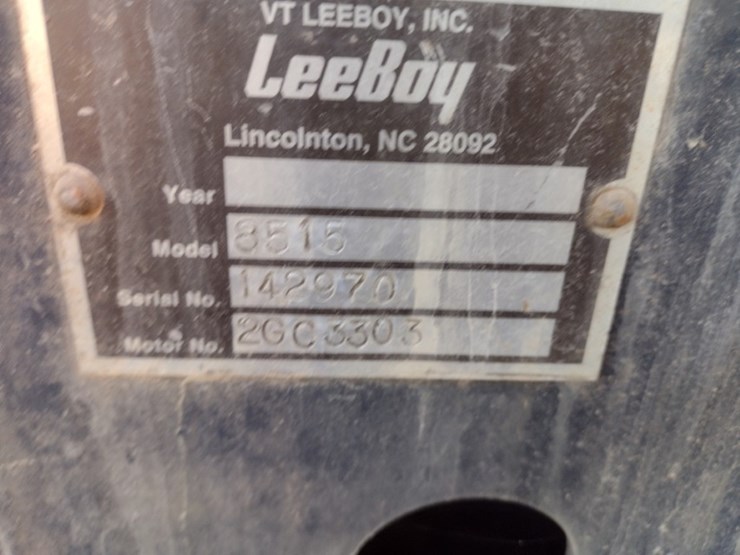 VT LEEBOY, INC.
LeeBoy
Lincolnton, NC 28092
Year
Model 8515
Serial No. 142970
Motor No. 2GC3303